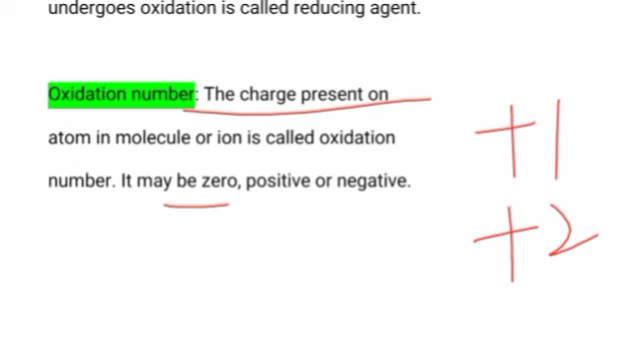 undergoes oxidation is called reducing agent.
Oxidation number: The charge present on
atom in molecule or ion is called oxidation
number. It may be zero, positive or negative.
+1
+2